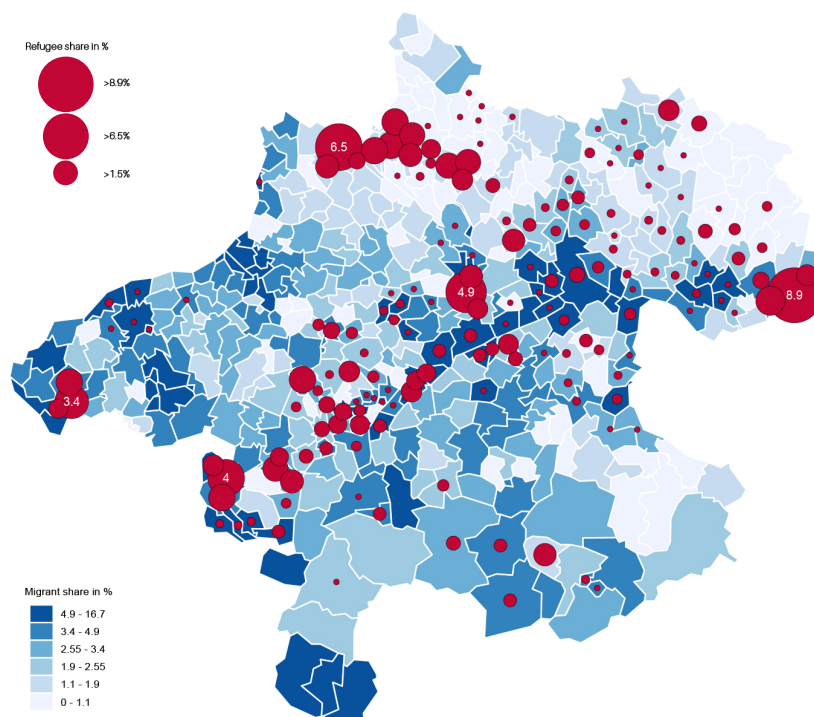 Refugee share in %
>8.9%
>6.5%
>1.5%
6.5
4.9
8.9
3.4
4
Migrant share in %
4.9 - 16.7
3.4 - 4.9
2.55 - 3.4
1.9 - 2.55
1.1 - 1.9
0 - 1.1